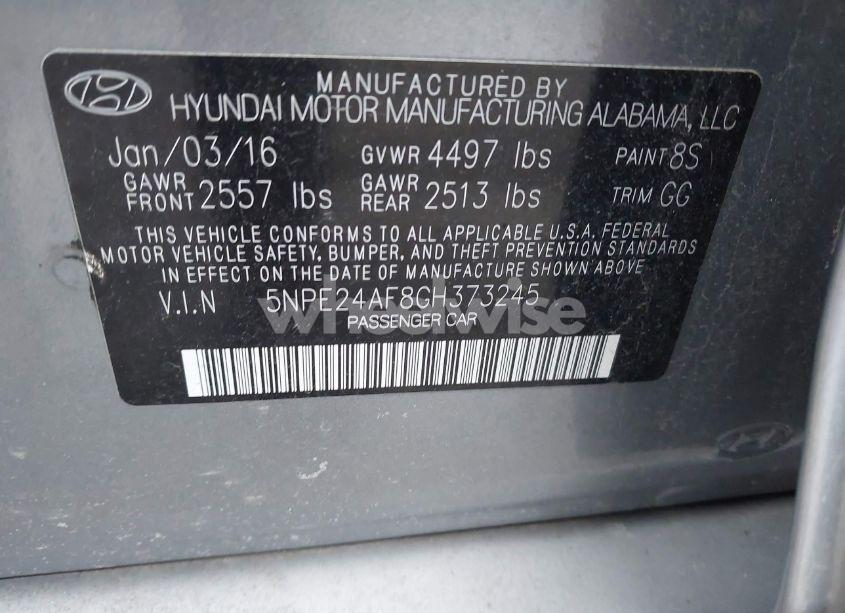 MANUFACTURED BY
HYUNDAI MOTOR MANUFACTURING ALABAMA, LLC
Jan/03/16 GVWR 4497 lbs PAINT 8S
GAWR FRONT 2557 lbs GAWR REAR 2513 lbs TRIM GG
THIS VEHICLE CONFORMS TO ALL APPLICABLE U.S.A. FEDERAL
MOTOR VEHICLE SAFETY, BUMPER, AND THEFT PREVENTION STANDARDS
IN EFFECT ON THE DATE OF MANUFACTURE SHOWN ABOVE
V.I.N 5NPE24AF8GH373245
wheelwise
PASSENGER CAR